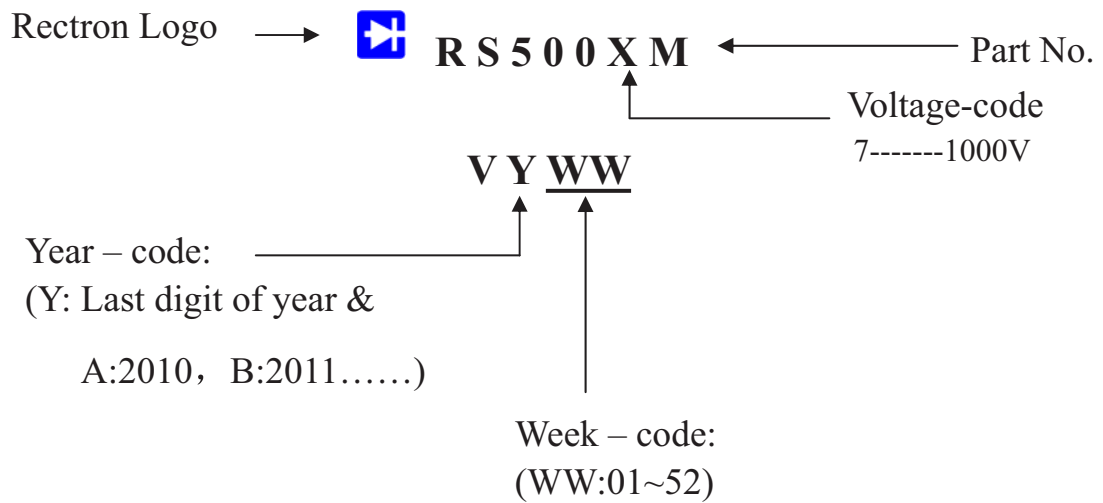 Rectron Logo
RS500XM
Part No.
Voltage-code
7-------1000V
VYWW
Year – code:
(Y: Last digit of year &
A:2010，B:2011……)
Week – code:
(WW:01~52)